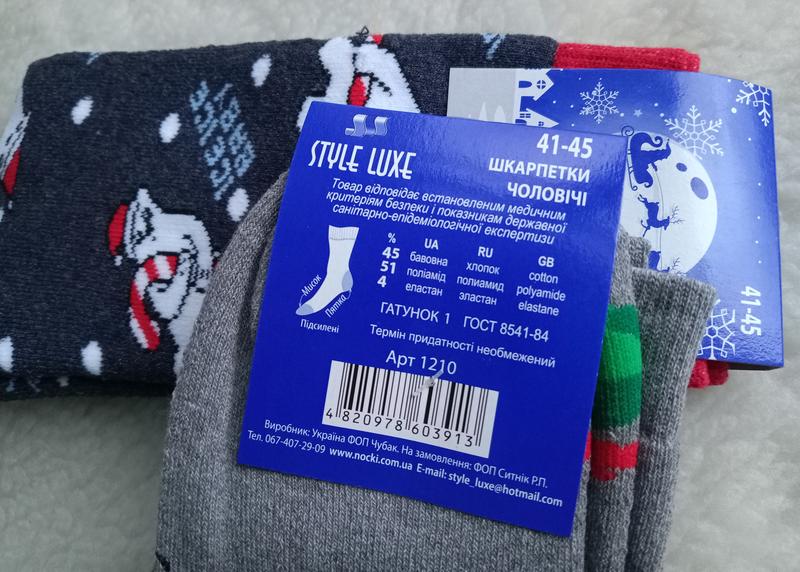 STYLE LUXE
41-45
ШКАРПЕТКИ
ЧОЛОВІЧІ
Товар відповідає встановленим медичним
критеріям безпеки і показникам державної
санітарно-епідеміологічної експертизи
% UA RU GB
45 бавовна хлопок cotton
51 поліамід полиамид polyamide
4 еластан эластан elastane
Мисок
Пятка
Підсилені
ГАТУНОК 1 ГОСТ 8541-84
Термін придатності необмежений
Арт 1210
4 820978 603913
Виробник: Україна ФОП Чубак. На замовлення: ФОП Ситнік Р.П.
Тел. 067-407-29-09 www.nocki.com.ua E-mail: style_luxe@hotmail.com
41-45